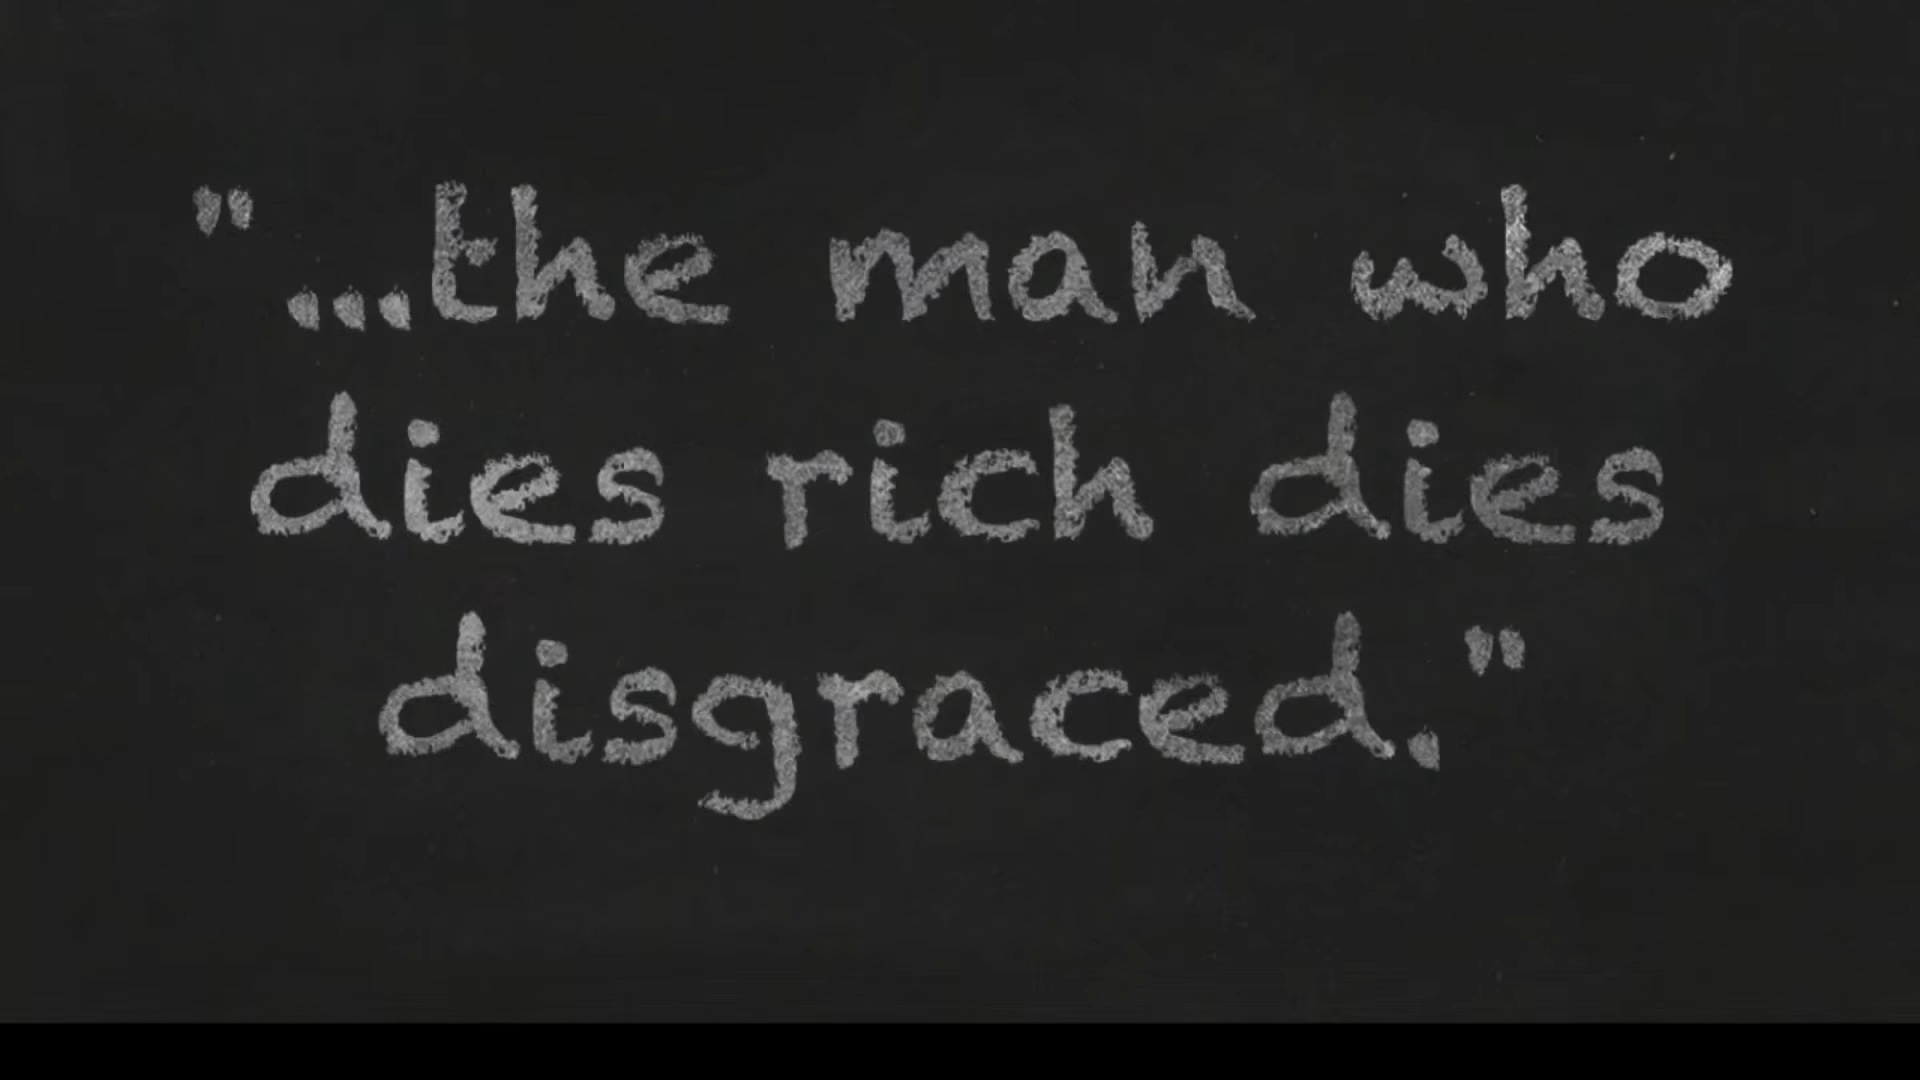 "...the man who
dies rich dies
disgraced."